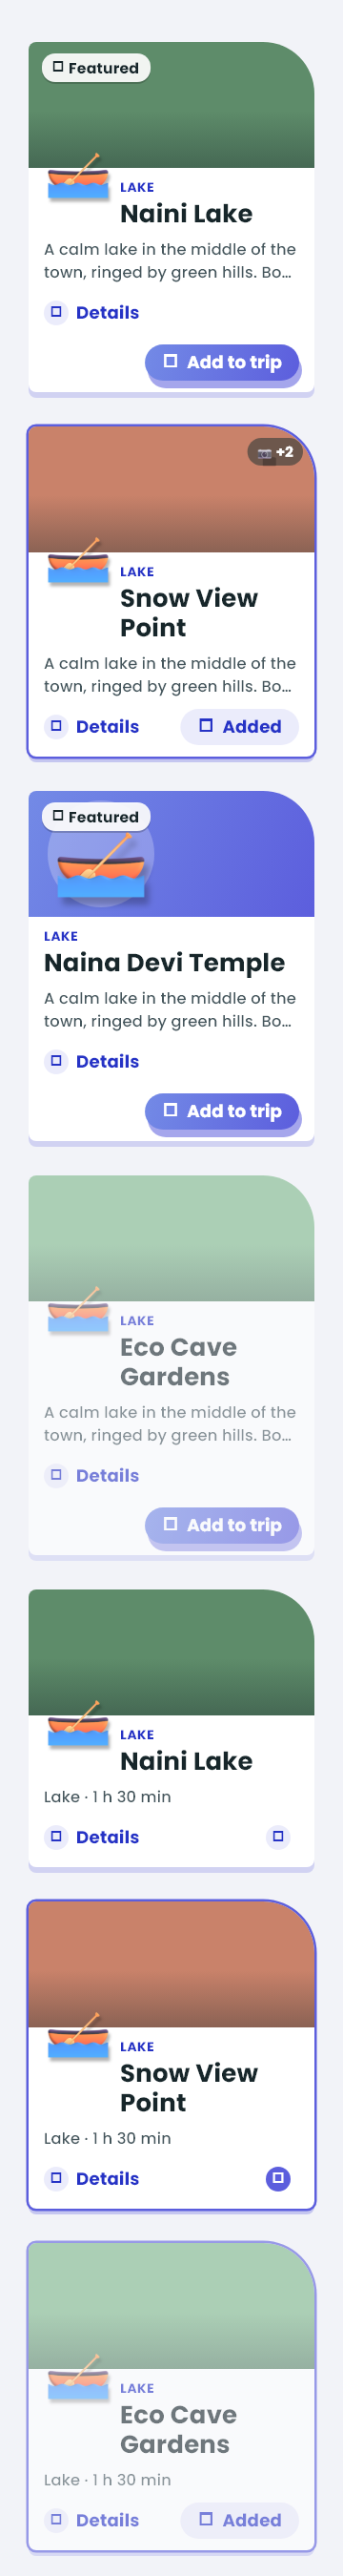 Featured
LAKE
Naini Lake
A calm lake in the middle of the
town, ringed by green hills. Bo...
Details
Add to trip
+2
LAKE
Snow View
Point
A calm lake in the middle of the
town, ringed by green hills. Bo...
Details
Added
Featured
LAKE
Naina Devi Temple
A calm lake in the middle of the
town, ringed by green hills. Bo...
Details
Add to trip
LAKE
Eco Cave
Gardens
A calm lake in the middle of the
town, ringed by green hills. Bo...
Details
Add to trip
LAKE
Naini Lake
Lake · 1 h 30 min
Details
LAKE
Snow View
Point
Lake · 1 h 30 min
Details
LAKE
Eco Cave
Gardens
Lake · 1 h 30 min
Details
Added